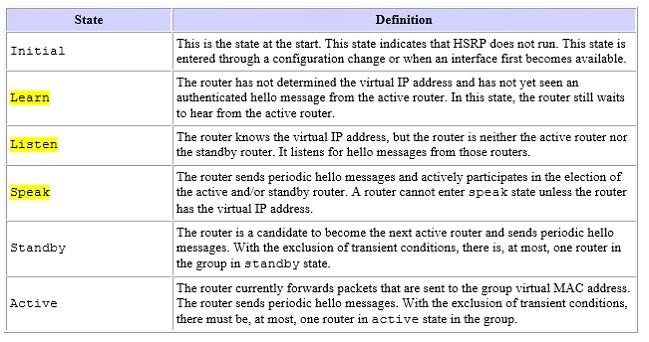 State Definition
Initial
This is the state at the start. This state indicates that HSRP does not run. This state is
entered through a configuration change or when an interface first becomes available.
Learn
The router has not determined the virtual IP address and has not yet seen an
authenticated hello message from the active router. In this state, the router still waits
to hear from the active router.
Listen
The router knows the virtual IP address, but the router is neither the active router nor
the standby router. It listens for hello messages from those routers.
Speak
The router sends periodic hello messages and actively participates in the election of
the active and/or standby router. A router cannot enter speak state unless the router
has the virtual IP address.
Standby
The router is a candidate to become the next active router and sends periodic hello
messages. With the exclusion of transient conditions, there is, at most, one router in
the group in standby state.
Active
The router currently forwards packets that are sent to the group virtual MAC address.
The router sends periodic hello messages. With the exclusion of transient conditions,
there must be, at most, one router in active state in the group.